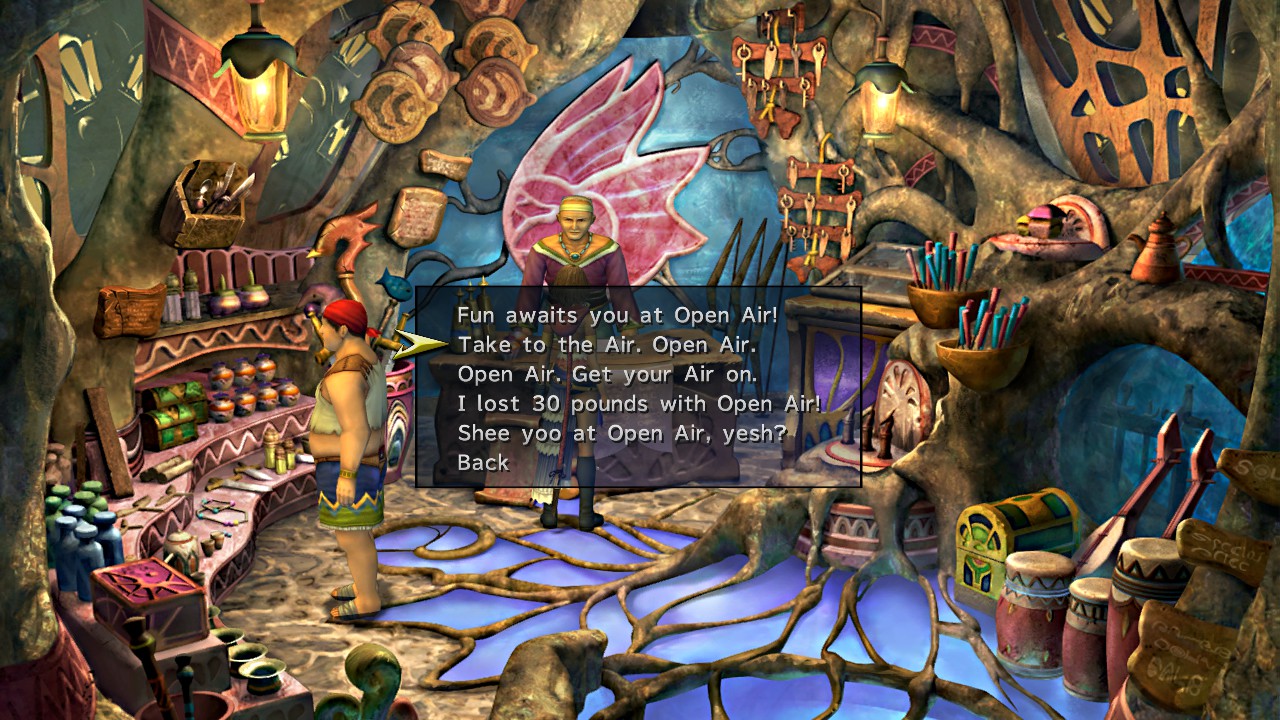 Fun awaits you at Open Air!
Take to the Air. Open Air.
Open Air. Get your Air on.
I lost 30 pounds with Open Air!
Shee yoo at Open Air, yesh?
Back